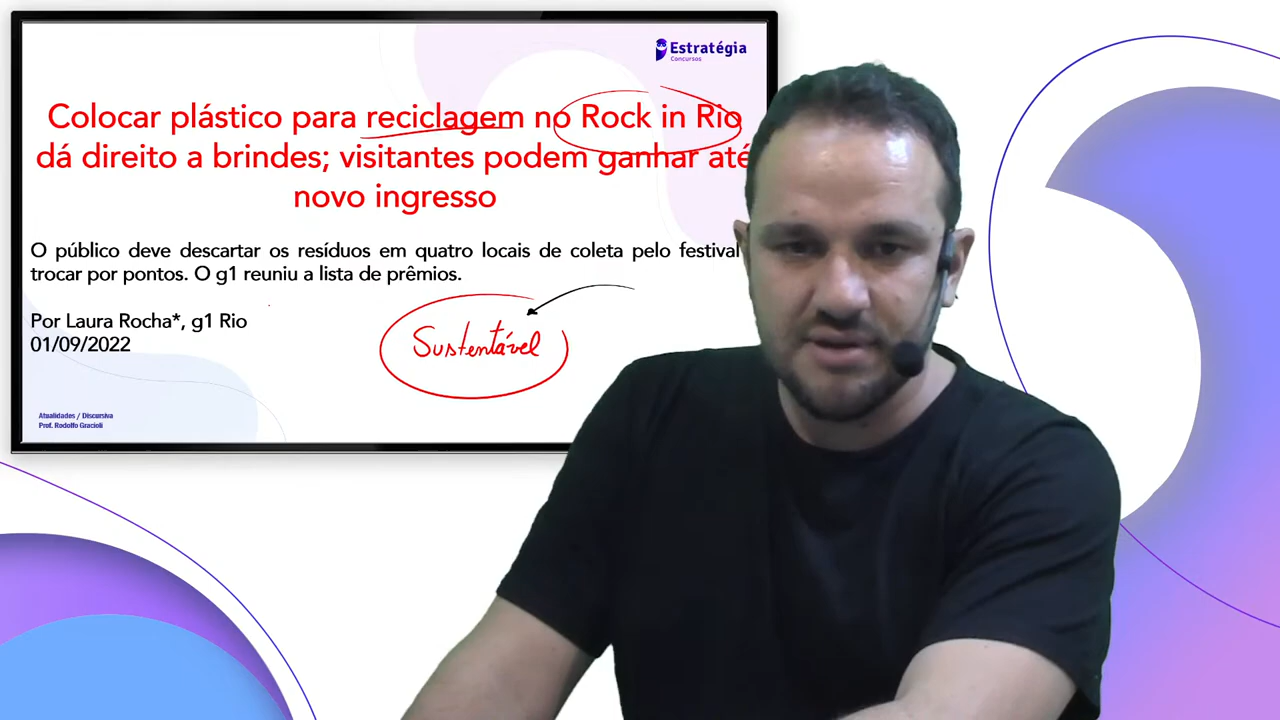 Estratégia
Concursos
Colocar plástico para reciclagem no Rock in Rio
dá direito a brindes; visitantes podem ganhar até
novo ingresso
O público deve descartar os resíduos em quatro locais de coleta pelo festival
trocar por pontos. O g1 reuniu a lista de prêmios.
Por Laura Rocha*, g1 Rio
01/09/2022
Sustentável
Atualidades / Discursiva
Prof. Rodolfo Gracioli